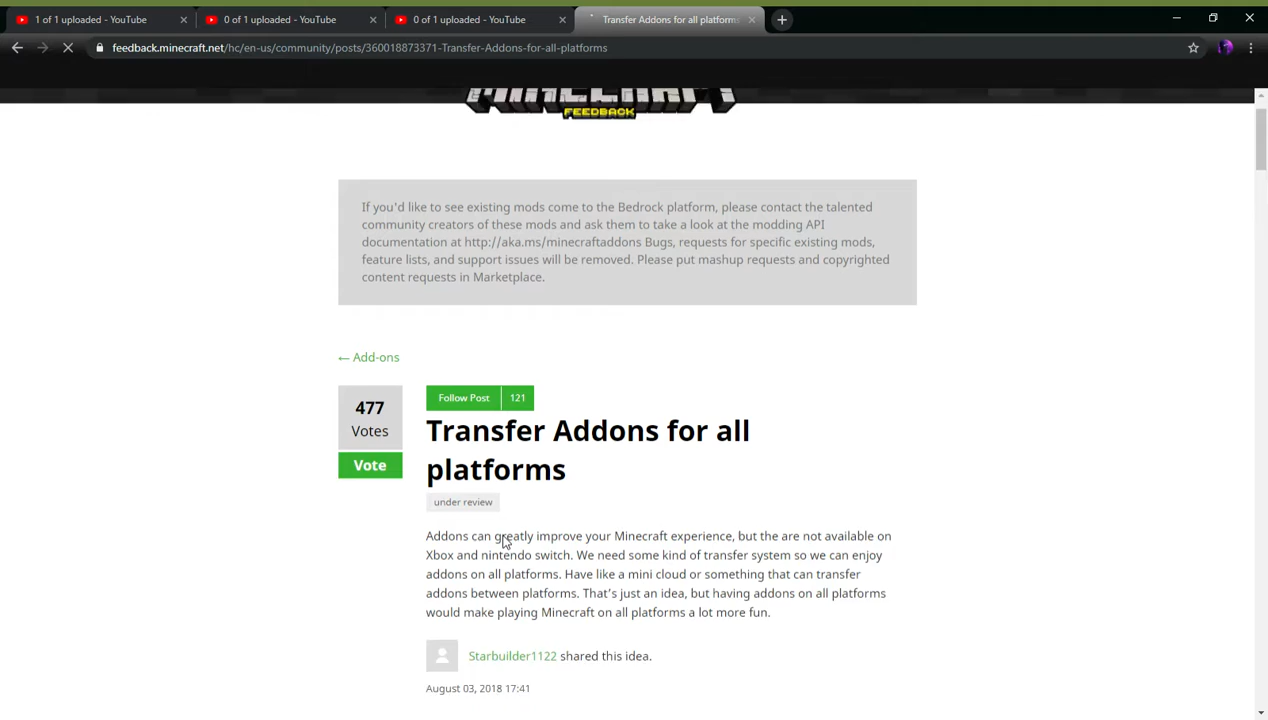 1 of 1 uploaded - YouTube
0 of 1 uploaded - YouTube
0 of 1 uploaded - YouTube
Transfer Addons for all platforms
feedback.minecraft.net/hc/en-us/community/posts/360018873371-Transfer-Addons-for-all-platforms
MINECRAFT
FEEDBACK
If you'd like to see existing mods come to the Bedrock platform, please contact the talented
community creators of these mods and ask them to take a look at the modding API
documentation at http://aka.ms/minecraftaddons Bugs, requests for specific existing mods,
feature lists, and support issues will be removed. Please put mashup requests and copyrighted
content requests in Marketplace.
← Add-ons
477
Votes
Vote
Follow Post 121
Transfer Addons for all
platforms
under review
Addons can greatly improve your Minecraft experience, but the are not available on
Xbox and nintendo switch. We need some kind of transfer system so we can enjoy
addons on all platforms. Have like a mini cloud or something that can transfer
addons between platforms. That's just an idea, but having addons on all platforms
would make playing Minecraft on all platforms a lot more fun.
Starbuilder1122 shared this idea.
August 03, 2018 17:41